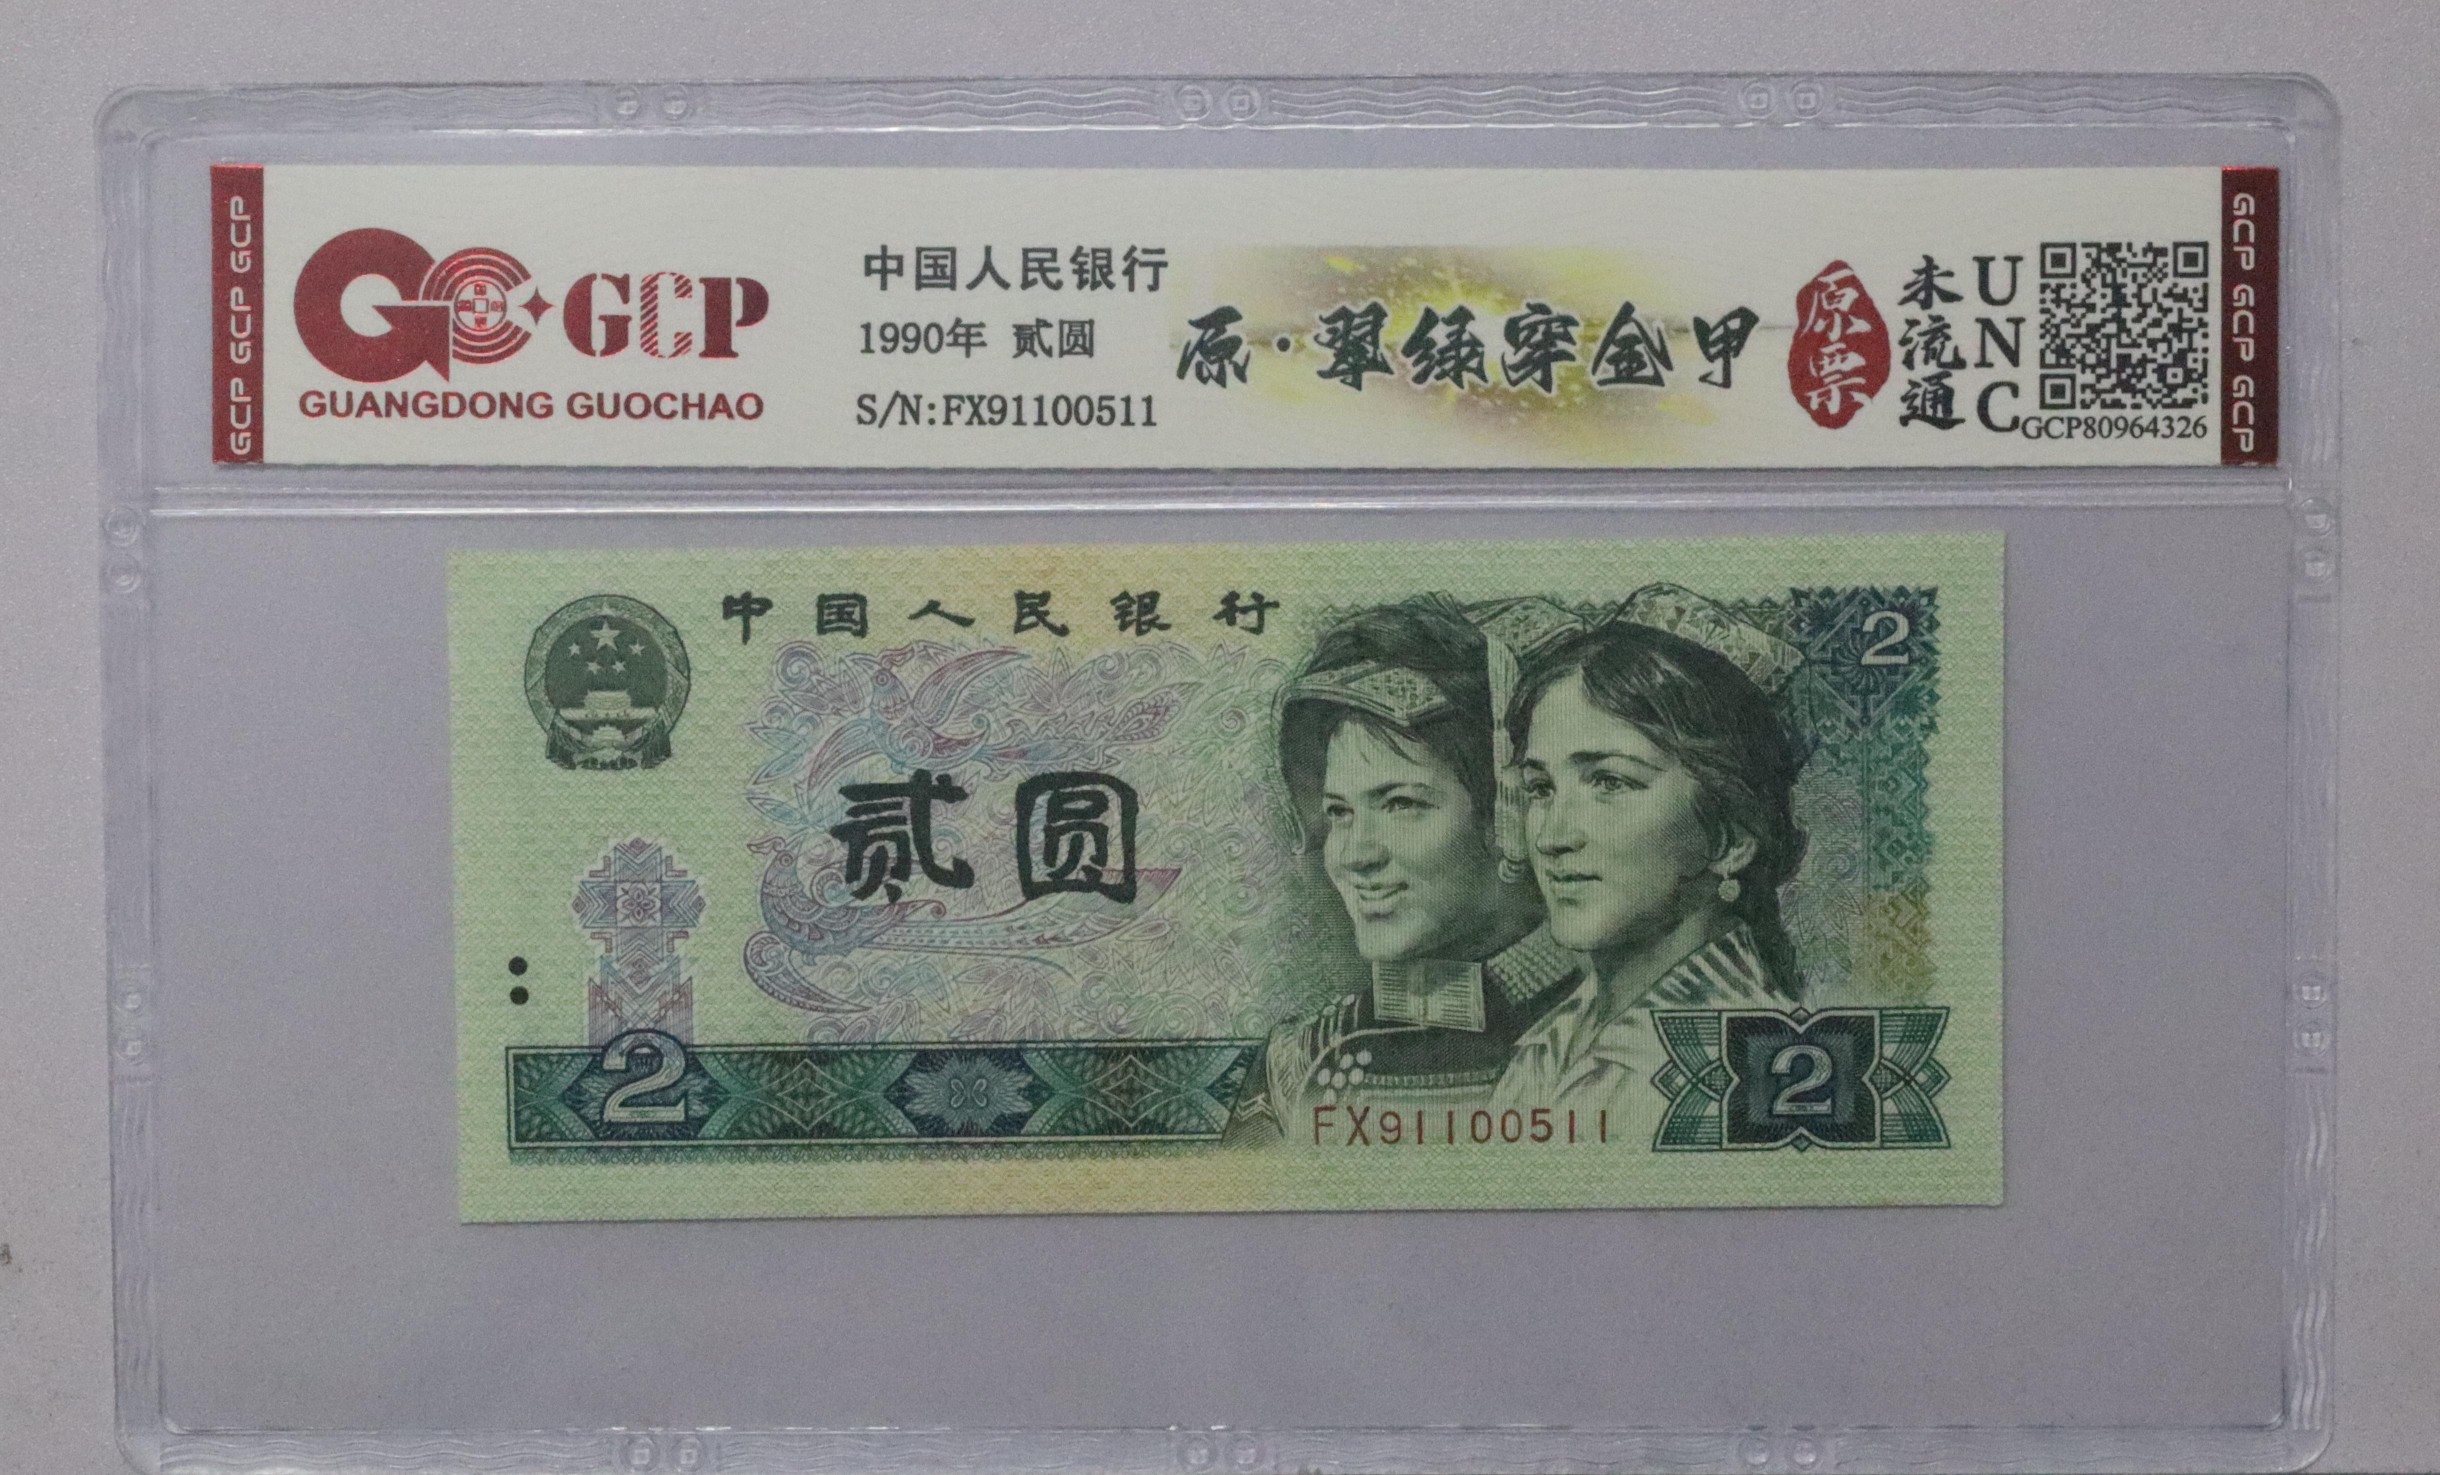 GCP GCP GCP
GCP
GUANGDONG GUOCHAO
中国人民银行
1990年 贰圆
S/N:FX91100511
原·翠绿穿金甲
原票
未流通
UNC
GCP80964326
GCP GCP GCP
中国人民银行
2
贰圆
2
FX91100511
2